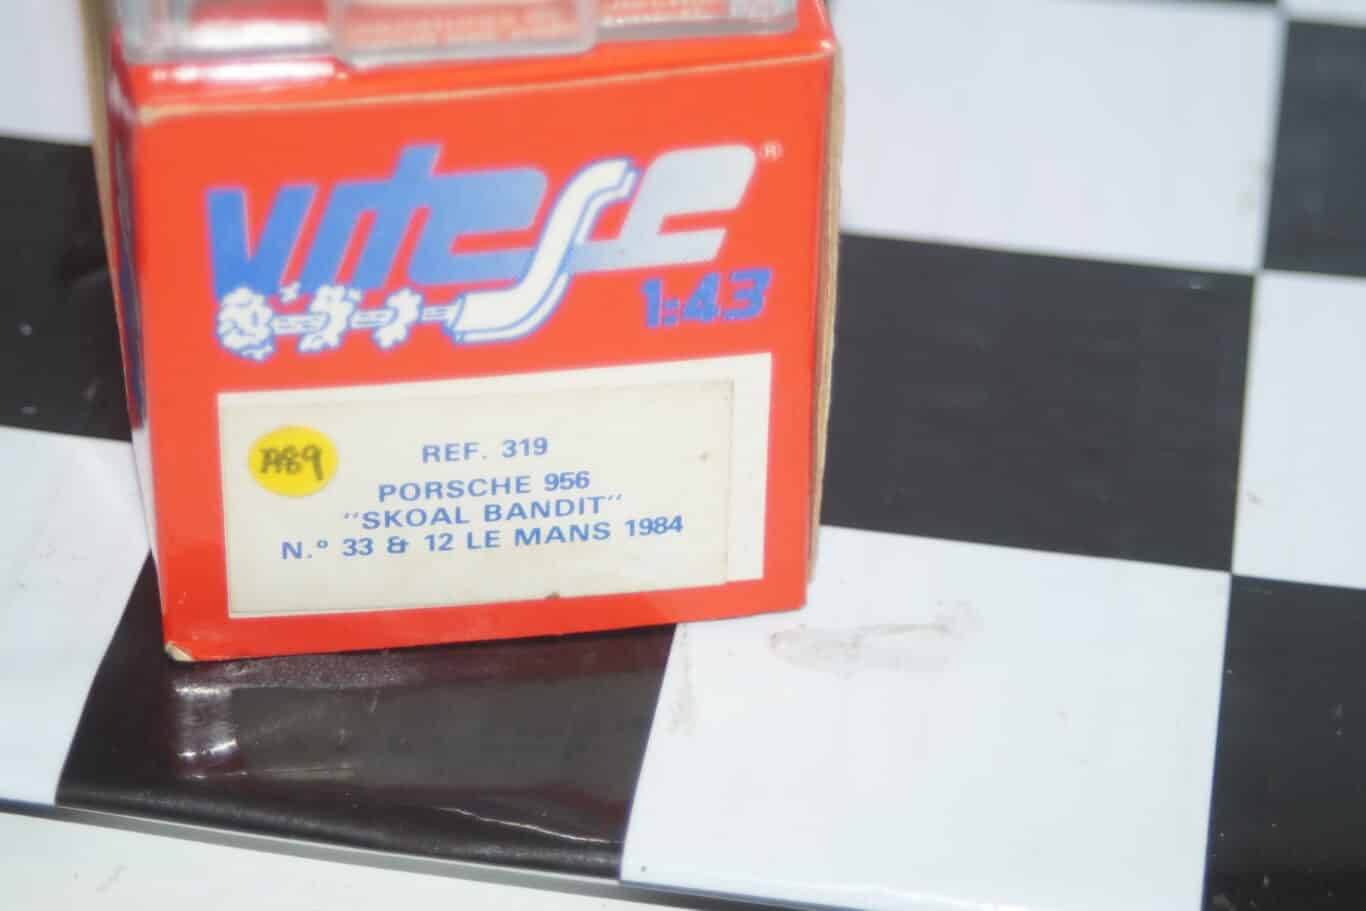 Vitesse®
1:43
REF. 319
PORSCHE 956
"SKOAL BANDIT"
N.º 33 & 12 LE MANS 1984